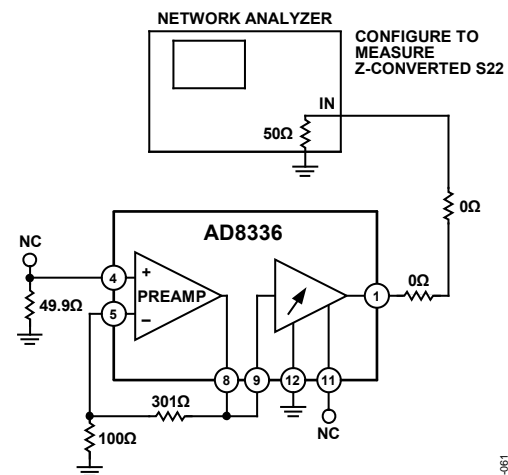 NETWORK ANALYZER
CONFIGURE TO
MEASURE
Z-CONVERTED S22
IN
50Ω
0Ω
0Ω
NC
AD8336
49.9Ω
4
+
PREAMP
5
–
1
8
9
12
11
301Ω
100Ω
NC
-061